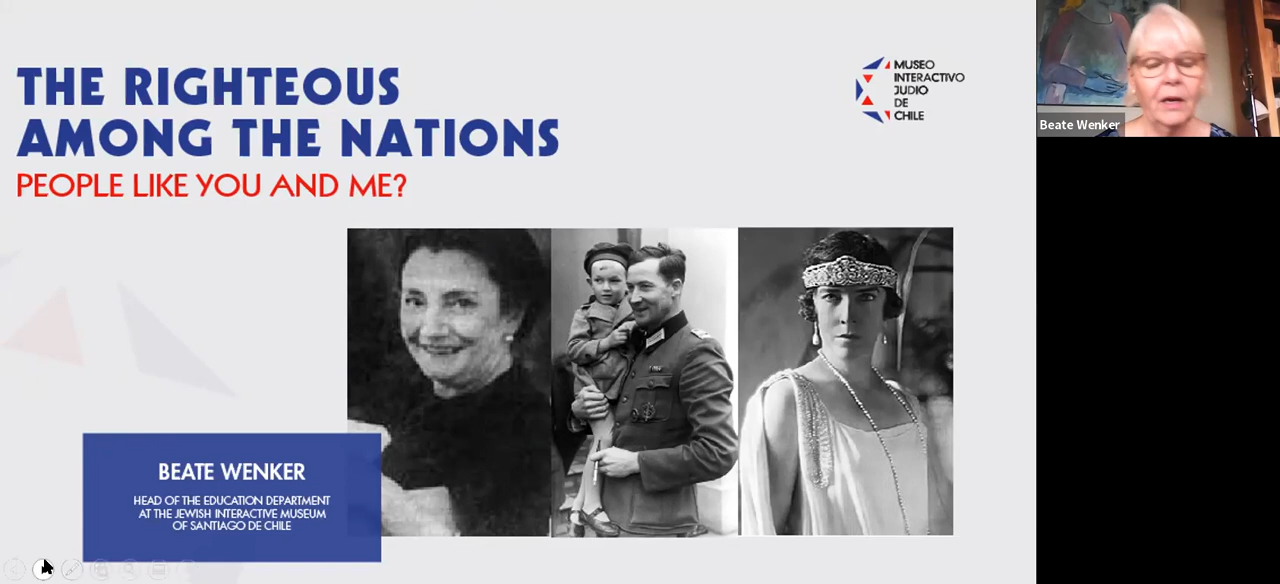 THE RIGHTEOUS
AMONG THE NATIONS
PEOPLE LIKE YOU AND ME?
MUSEO
INTERACTIVO
JUDIO
DE
CHILE
Beate Wenker
BEATE WENKER
HEAD OF THE EDUCATION DEPARTMENT
AT THE JEWISH INTERACTIVE MUSEUM
OF SANTIAGO DE CHILE